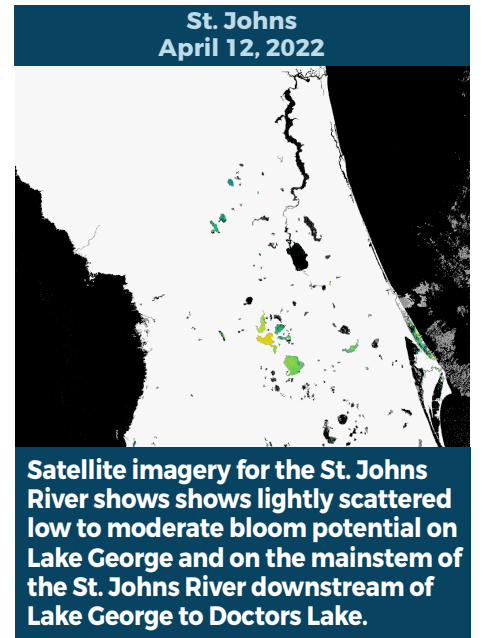 St. Johns
April 12, 2022
Satellite imagery for the St. Johns
River shows shows lightly scattered
low to moderate bloom potential on
Lake George and on the mainstem of
the St. Johns River downstream of
Lake George to Doctors Lake.